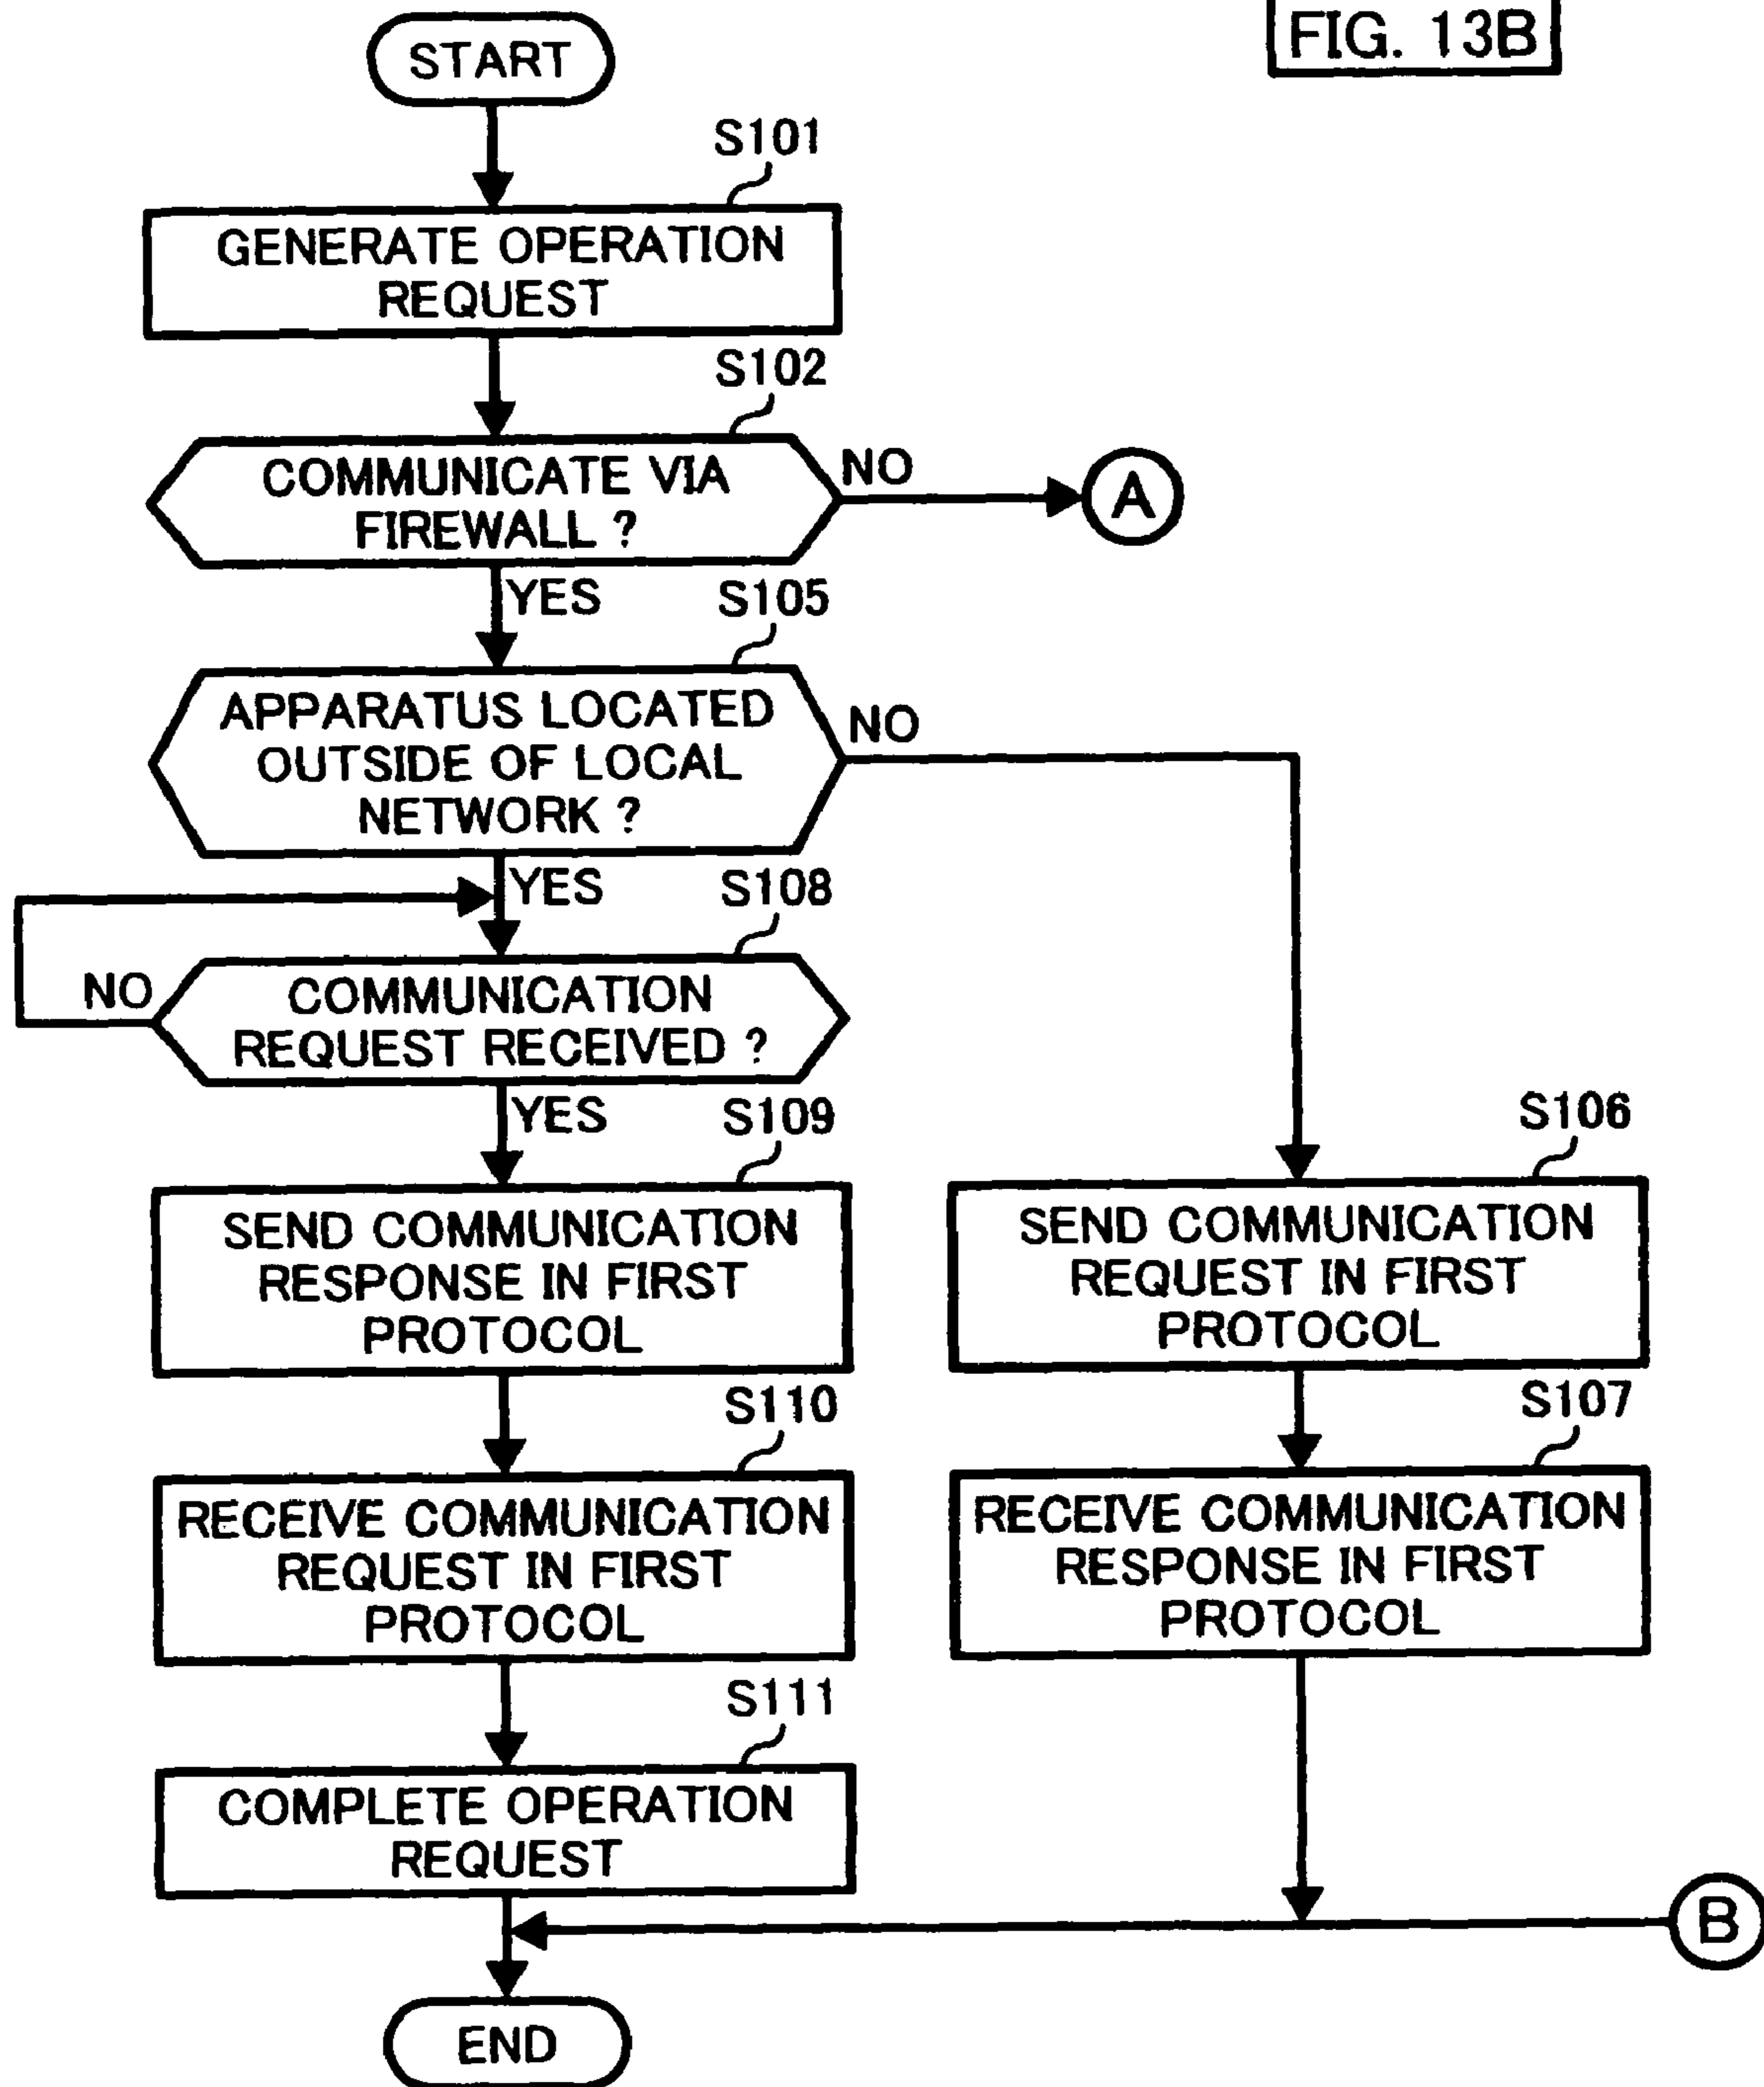 FIG. 13B
START
S101
GENERATE OPERATION
REQUEST
S102
COMMUNICATE VIA
FIREWALL ?
NO
A
YES
S105
APPARATUS LOCATED
OUTSIDE OF LOCAL
NETWORK ?
NO
YES
S108
COMMUNICATION
REQUEST RECEIVED ?
NO
YES
S109
SEND COMMUNICATION
RESPONSE IN FIRST
PROTOCOL
S106
SEND COMMUNICATION
REQUEST IN FIRST
PROTOCOL
S110
RECEIVE COMMUNICATION
REQUEST IN FIRST
PROTOCOL
S107
RECEIVE COMMUNICATION
RESPONSE IN FIRST
PROTOCOL
S111
COMPLETE OPERATION
REQUEST
B
END